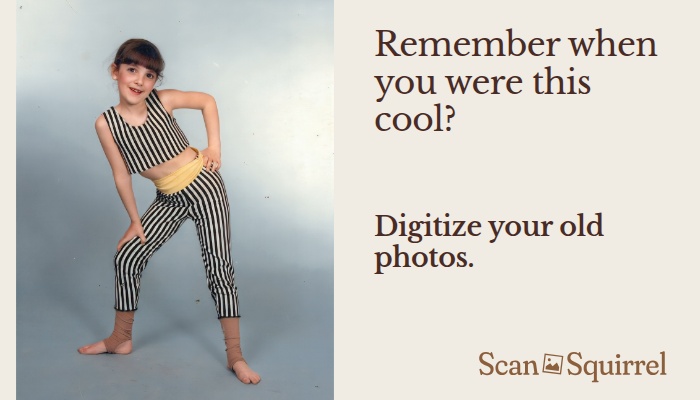 Remember when
you were this
cool?
Digitize your old
photos.
Scan Squirrel